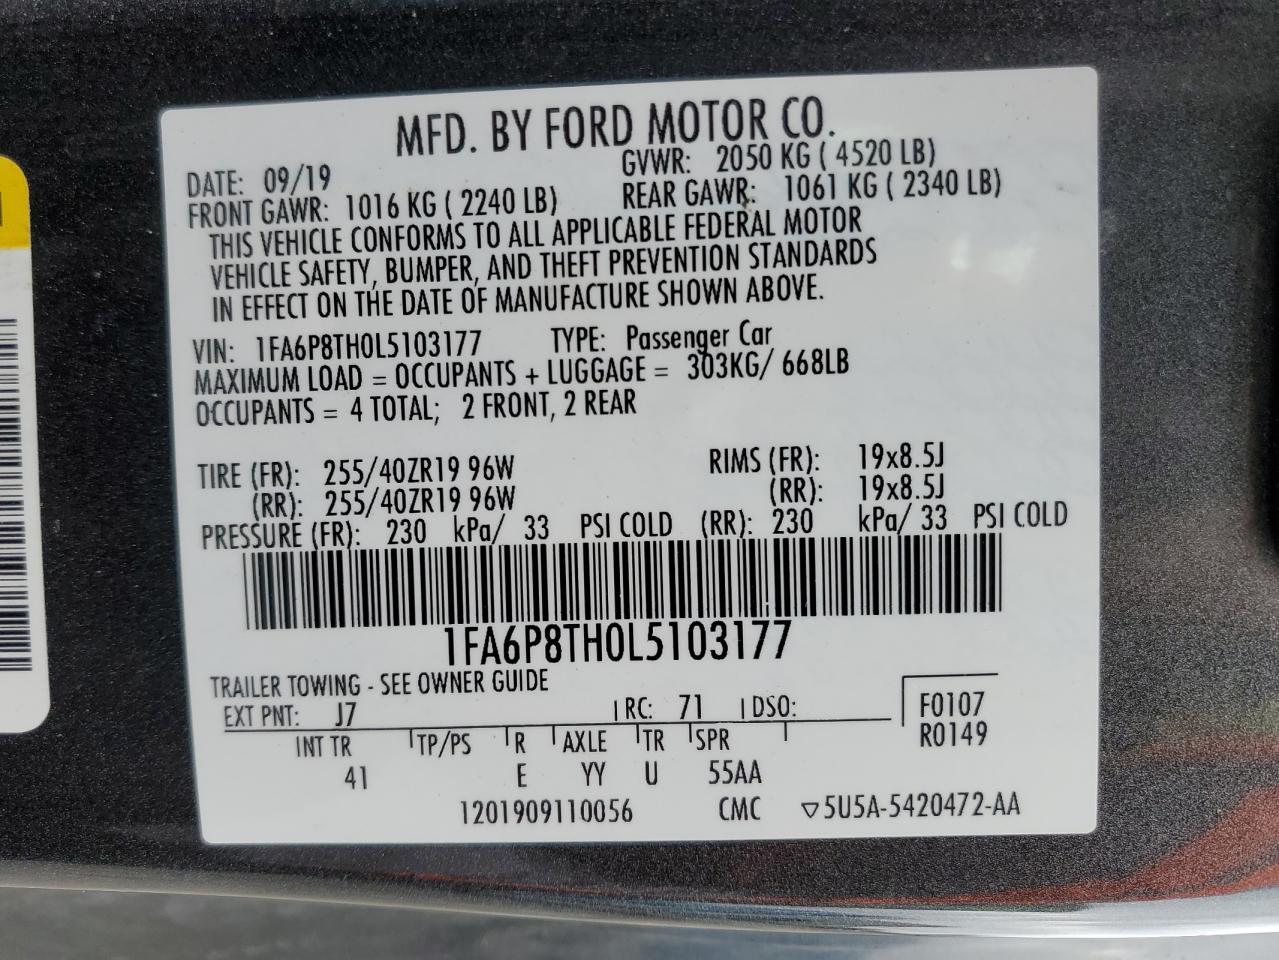 MFD. BY FORD MOTOR CO.
DATE: 09/19 GVWR: 2050 KG ( 4520 LB)
FRONT GAWR: 1016 KG ( 2240 LB) REAR GAWR: 1061 KG ( 2340 LB)
THIS VEHICLE CONFORMS TO ALL APPLICABLE FEDERAL MOTOR
VEHICLE SAFETY, BUMPER, AND THEFT PREVENTION STANDARDS
IN EFFECT ON THE DATE OF MANUFACTURE SHOWN ABOVE.
VIN: 1FA6P8TH0L5103177 TYPE: Passenger Car
MAXIMUM LOAD = OCCUPANTS + LUGGAGE = 303KG/ 668LB
OCCUPANTS = 4 TOTAL; 2 FRONT, 2 REAR
TIRE (FR): 255/40ZR19 96W RIMS (FR): 19x8.5J
(RR): 255/40ZR19 96W (RR): 19x8.5J
PRESSURE (FR): 230 kPa/ 33 PSI COLD (RR): 230 kPa/ 33 PSI COLD
1FA6P8TH0L5103177
TRAILER TOWING - SEE OWNER GUIDE
EXT PNT: J7 RC: 71 DSO: F0107
INT TR TP/PS R AXLE TR SPR R0149
41 E YY U 55AA
1201909110056 CMC ▽5U5A-5420472-AA